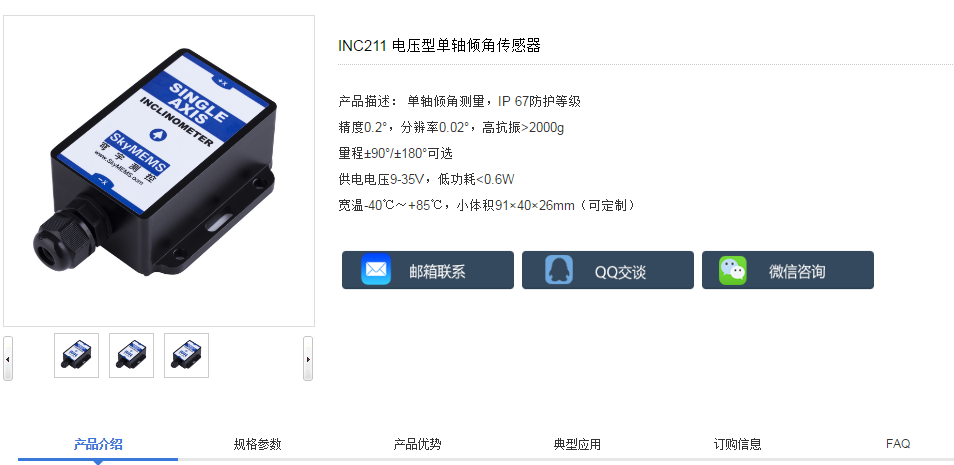 INC211 电压型单轴倾角传感器
产品描述： 单轴倾角测量，IP 67防护等级
精度0.2°，分辨率0.02°，高抗振>2000g
量程±90°/±180°可选
供电电压9-35V，低功耗<0.6W
宽温-40℃～+85℃，小体积91×40×26mm（可定制）
+X
SINGLE
AXIS
INCLINOMETER
SkyMEMS
穹宇测控
www.SkyMEMS.com
-X
邮箱联系 QQ交谈 微信咨询
产品介绍 规格参数 产品优势 典型应用 订购信息 FAQ